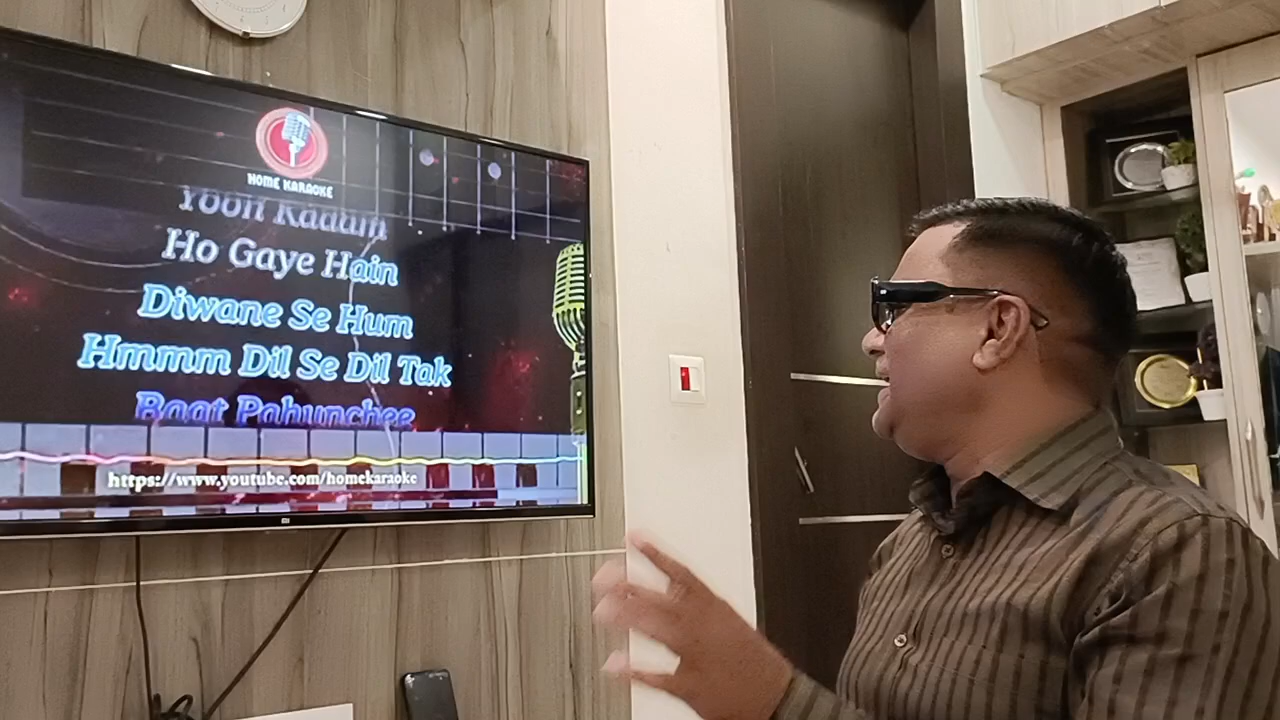 HOME KARAOKE
Yoon Kadam
Ho Gaye Hain
Diwane Se Hum
Hmmm Dil Se Dil Tak
Baat Pahunchee
https://www.youtube.com/homekaraoke
MI